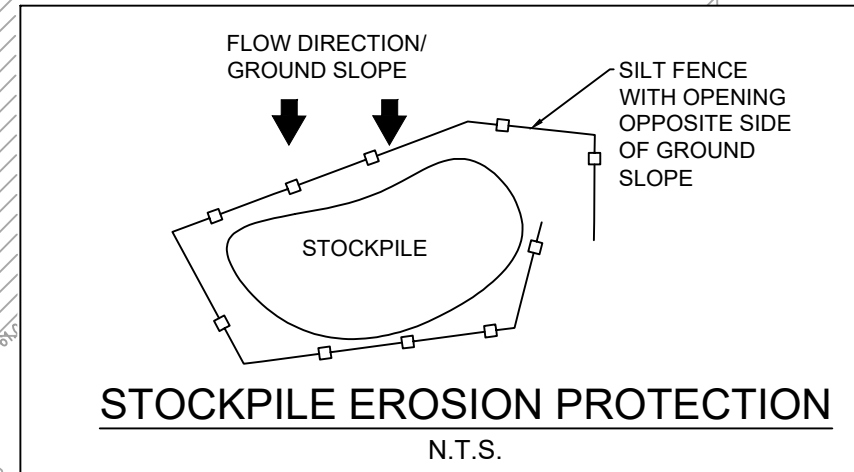 FLOW DIRECTION/
GROUND SLOPE
SILT FENCE
WITH OPENING
OPPOSITE SIDE
OF GROUND
SLOPE
STOCKPILE
STOCKPILE EROSION PROTECTION
N.T.S.